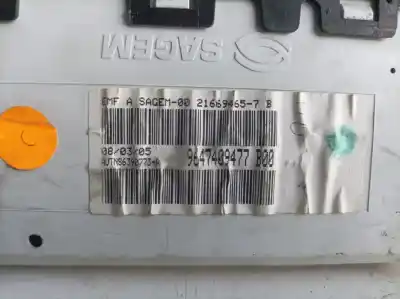 SAGEM
EMF A SAGEM-00 21669465-7 B
08/03/05
9647409477 B00